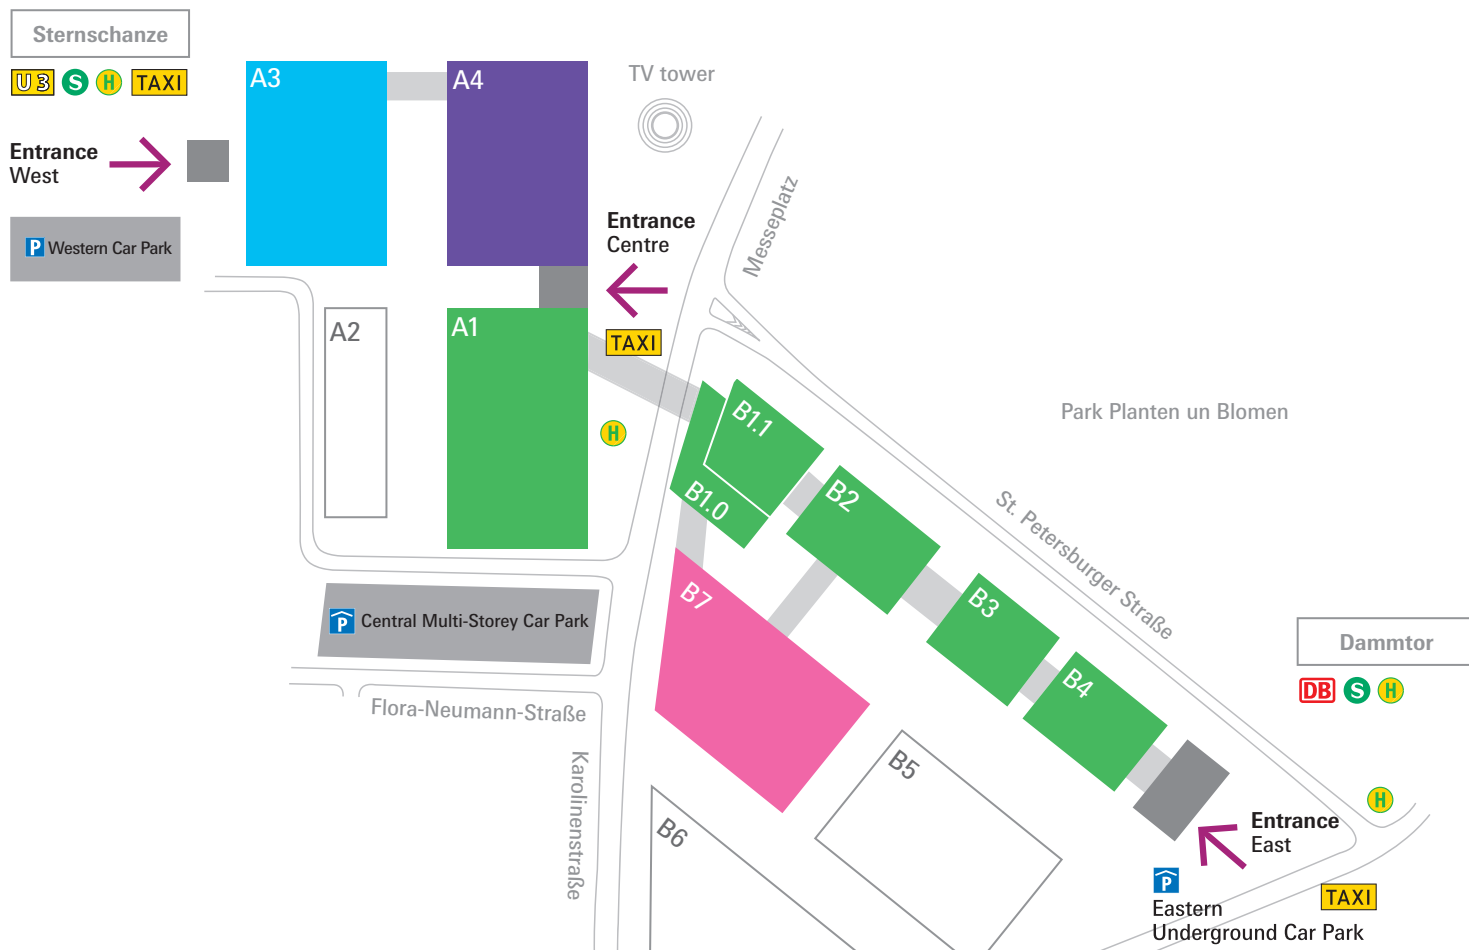 Sternschanze
U3 S H TAXI
Entrance
West
P Western Car Park
A3
A4
TV tower
Entrance
Centre
TAXI
Messeplatz
A2
A1
H
B1.1
B1.0
B2
B3
B4
B7
B5
B6
Park Planten un Blomen
St. Petersburger Straße
P Central Multi-Storey Car Park
Flora-Neumann-Straße
Karolinenstraße
Dammtor
DB S H
H
Entrance
East
P
Eastern
Underground Car Park
TAXI